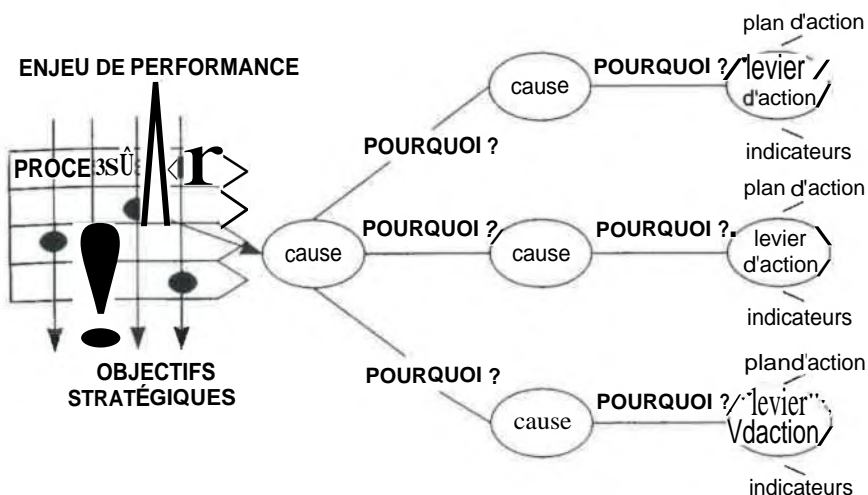 plan d'action
ENJEU DE PERFORMANCE
POURQUOI ?
levier
d'action
cause
POURQUOI ?
indicateurs
PROCE
plan d'action
POURQUOI ?
POURQUOI ?
cause
cause
levier
d'action
indicateurs
OBJECTIFS
STRATÉGIQUES
POURQUOI ?
plan d'action
POURQUOI ?
cause
levier
Vdaction
indicateurs